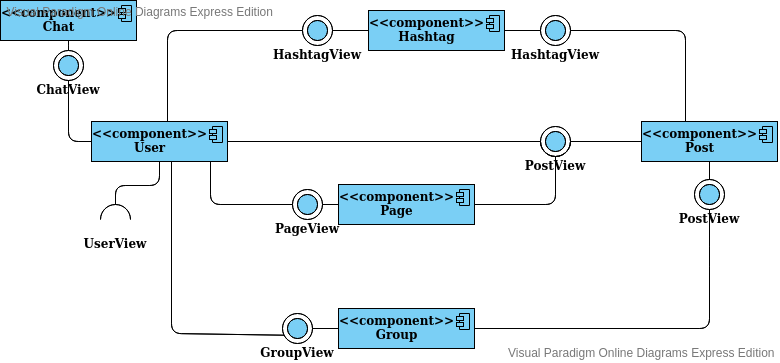 Visual Paradigm Online Diagrams Express Edition
<<component>>
Chat
<<component>>
Hashtag
HashtagView
HashtagView
ChatView
<<component>>
User
<<component>>
Post
PostView
<<component>>
Page
PageView
PostView
UserView
<<component>>
Group
GroupView
Visual Paradigm Online Diagrams Express Edition